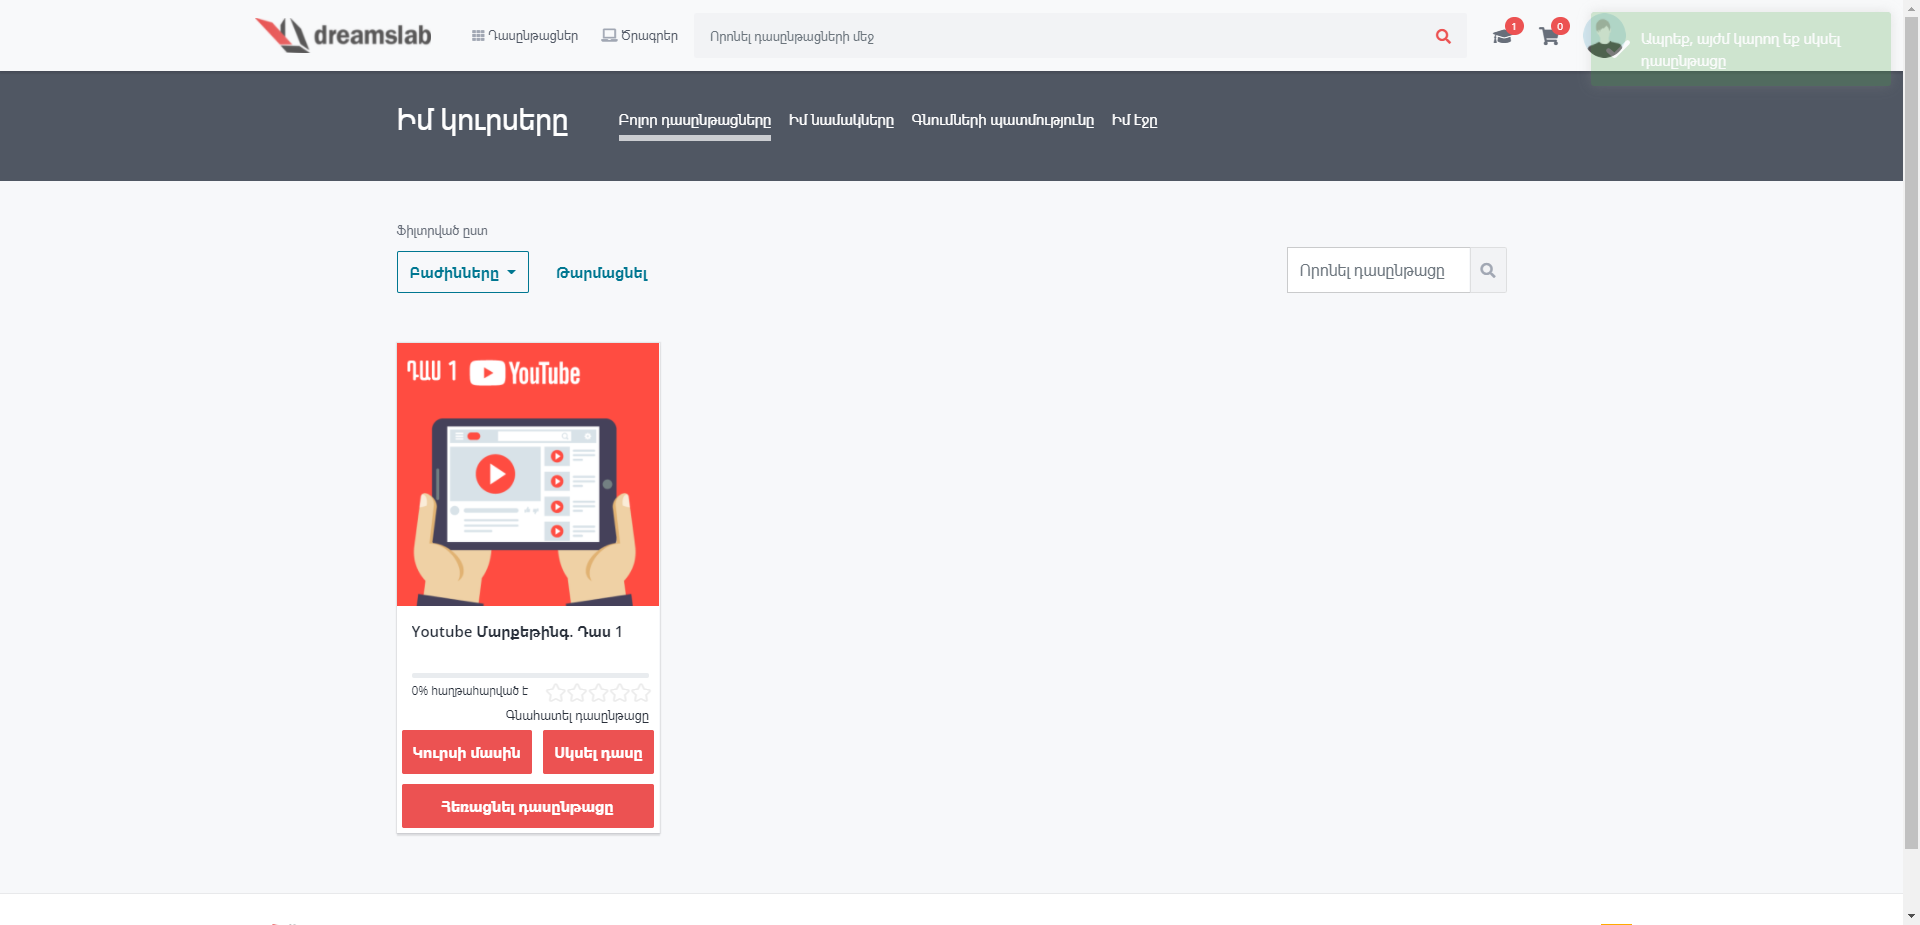 dreamslab
Դասընթացներ
Ծրագրեր
Որոնել դասընթացների մեջ
1
0
Ապրեք, այժմ կարող եք սկսել
դասընթացը
Իմ կուրսերը
Բոլոր դասընթացները
Իմ նամակները
Գնումների պատմությունը
Իմ էջը
Ֆիլտրված ըստ
Բաժինները
Թարմացնել
Որոնել դասընթացը
ԴԱՍ 1 YouTube
Youtube Մարքեթինգ. Դաս 1
0% հաղթահարված է
Գնահատել դասընթացը
Կուրսի մասին
Սկսել դասը
Հեռացնել դասընթացը